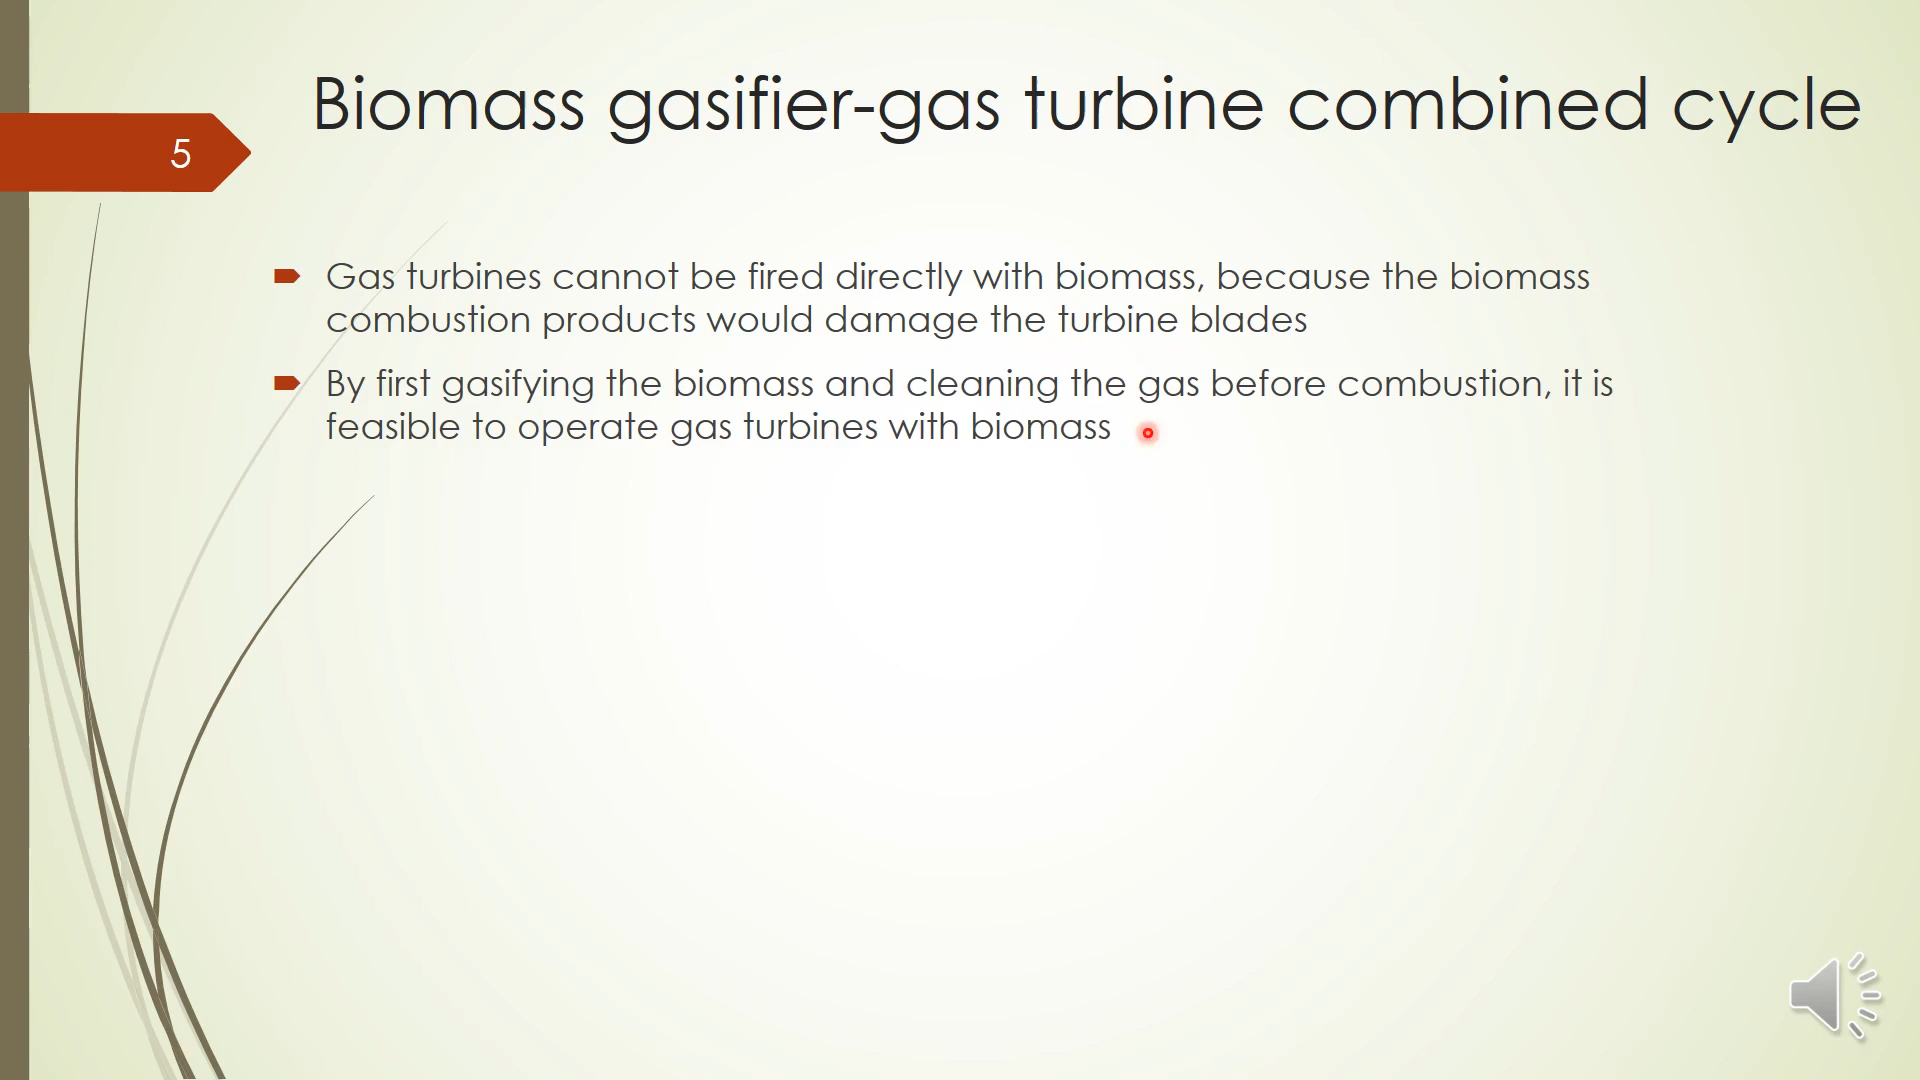 Biomass gasifier-gas turbine combined cycle
5
Gas turbines cannot be fired directly with biomass, because the biomass
combustion products would damage the turbine blades
By first gasifying the biomass and cleaning the gas before combustion, it is
feasible to operate gas turbines with biomass